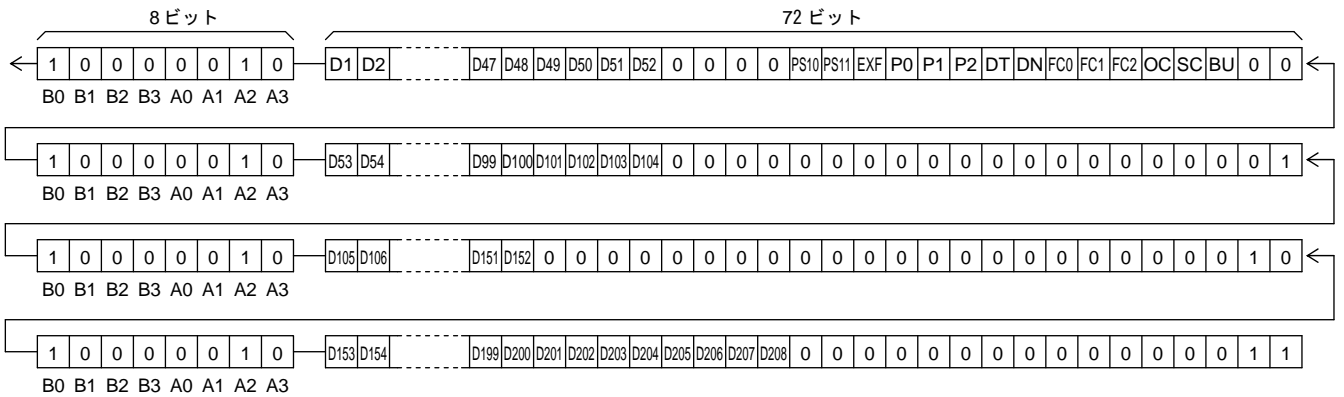 8 ビット 72 ビット
1 0 0 0 0 0 1 0 D1 D2 D47 D48 D49 D50 D51 D52 0 0 0 0 PS10 PS11 EXF P0 P1 P2 DT DN FC0 FC1 FC2 OC SC BU 0 0
B0 B1 B2 B3 A0 A1 A2 A3
1 0 0 0 0 0 1 0 D53 D54 D99 D100 D101 D102 D103 D104 0 0 0 0 0 0 0 0 0 0 0 0 0 0 0 0 0 0 0 0 1
B0 B1 B2 B3 A0 A1 A2 A3
1 0 0 0 0 0 1 0 D105 D106 D151 D152 0 0 0 0 0 0 0 0 0 0 0 0 0 0 0 0 0 0 0 0 0 0 0 0 1 0
B0 B1 B2 B3 A0 A1 A2 A3
1 0 0 0 0 0 1 0 D153 D154 D199 D200 D201 D202 D203 D204 D205 D206 D207 D208 0 0 0 0 0 0 0 0 0 0 0 0 0 0 0 1 1
B0 B1 B2 B3 A0 A1 A2 A3